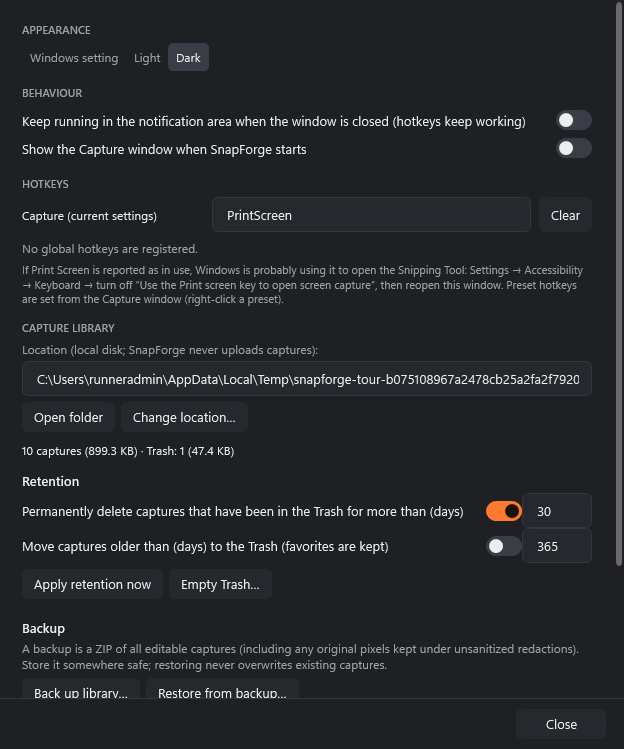 APPEARANCE
Windows setting Light Dark
BEHAVIOUR
Keep running in the notification area when the window is closed (hotkeys keep working)
Show the Capture window when SnapForge starts
HOTKEYS
Capture (current settings) PrintScreen Clear
No global hotkeys are registered.
If Print Screen is reported as in use, Windows is probably using it to open the Snipping Tool: Settings → Accessibility
→ Keyboard → turn off "Use the Print screen key to open screen capture", then reopen this window. Preset hotkeys
are set from the Capture window (right-click a preset).
CAPTURE LIBRARY
Location (local disk; SnapForge never uploads captures):
C:\Users\runneradmin\AppData\Local\Temp\snapforge-tour-b075108967a2478cb25a2fa2f7920
Open folder Change location...
10 captures (899.3 KB) · Trash: 1 (47.4 KB)
Retention
Permanently delete captures that have been in the Trash for more than (days) 30
Move captures older than (days) to the Trash (favorites are kept) 365
Apply retention now Empty Trash...
Backup
A backup is a ZIP of all editable captures (including any original pixels kept under unsanitized redactions).
Store it somewhere safe; restoring never overwrites existing captures.
Back up library... Restore from backup...
Close